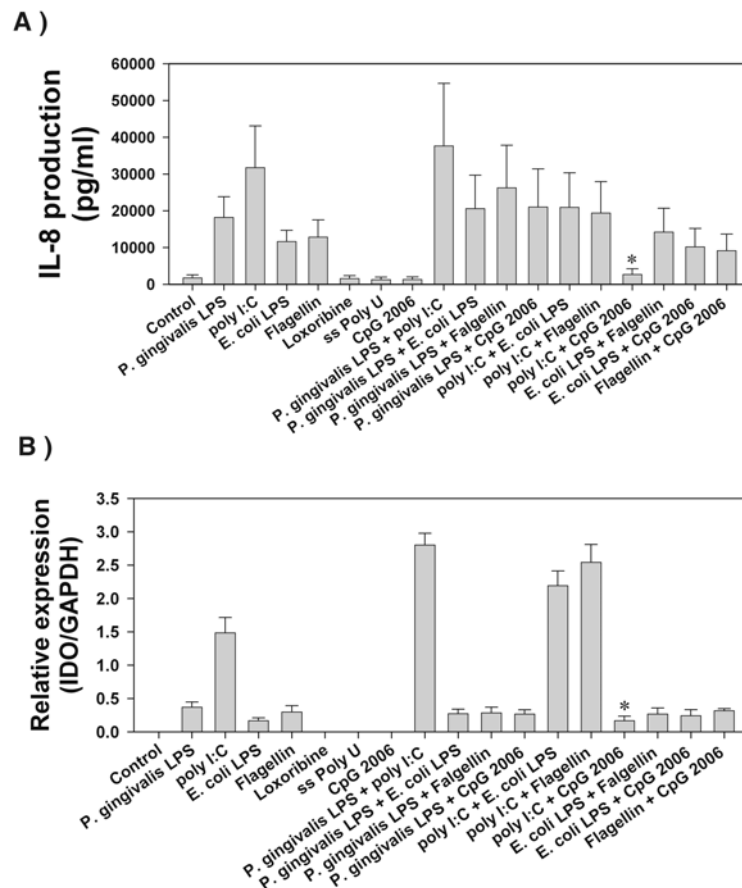 A )
IL-8 production
(pg/ml)
60000
50000
40000
30000
20000
10000
0
Control
P. gingivalis LPS
poly I:C
E. coli LPS
Flagellin
Loxoribine
ss Poly U
CpG 2006
P. gingivalis LPS + poly I:C
P. gingivalis LPS + E. coli LPS
P. gingivalis LPS + Falgellin
P. gingivalis LPS + CpG 2006
poly I:C + E. coli LPS
poly I:C + Flagellin
poly I:C + CpG 2006
E. coli LPS + Falgellin
E. coli LPS + CpG 2006
Flagellin + CpG 2006
*
B )
Relative expression
(IDO/GAPDH)
3.5
3.0
2.5
2.0
1.5
1.0
0.5
0.0
Control
P. gingivalis LPS
poly I:C
E. coli LPS
Flagellin
Loxoribine
ss Poly U
CpG 2006
P. gingivalis LPS + poly I:C
P. gingivalis LPS + E. coli LPS
P. gingivalis LPS + Falgellin
P. gingivalis LPS + CpG 2006
poly I:C + E. coli LPS
poly I:C + Flagellin
poly I:C + CpG 2006
E. coli LPS + Falgellin
E. coli LPS + CpG 2006
Flagellin + CpG 2006
*